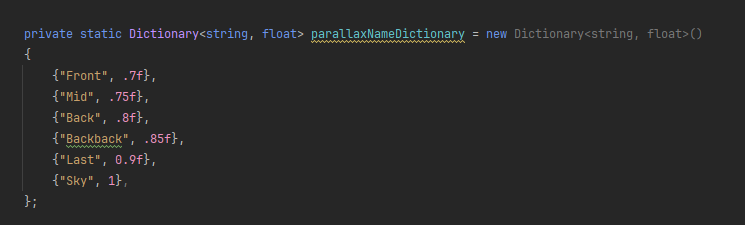 private static Dictionary<string, float> parallaxNameDictionary = new Dictionary<string, float>()
{
{"Front", .7f},
{"Mid", .75f},
{"Back", .8f},
{"Backback", .85f},
{"Last", 0.9f},
{"Sky", 1},
};